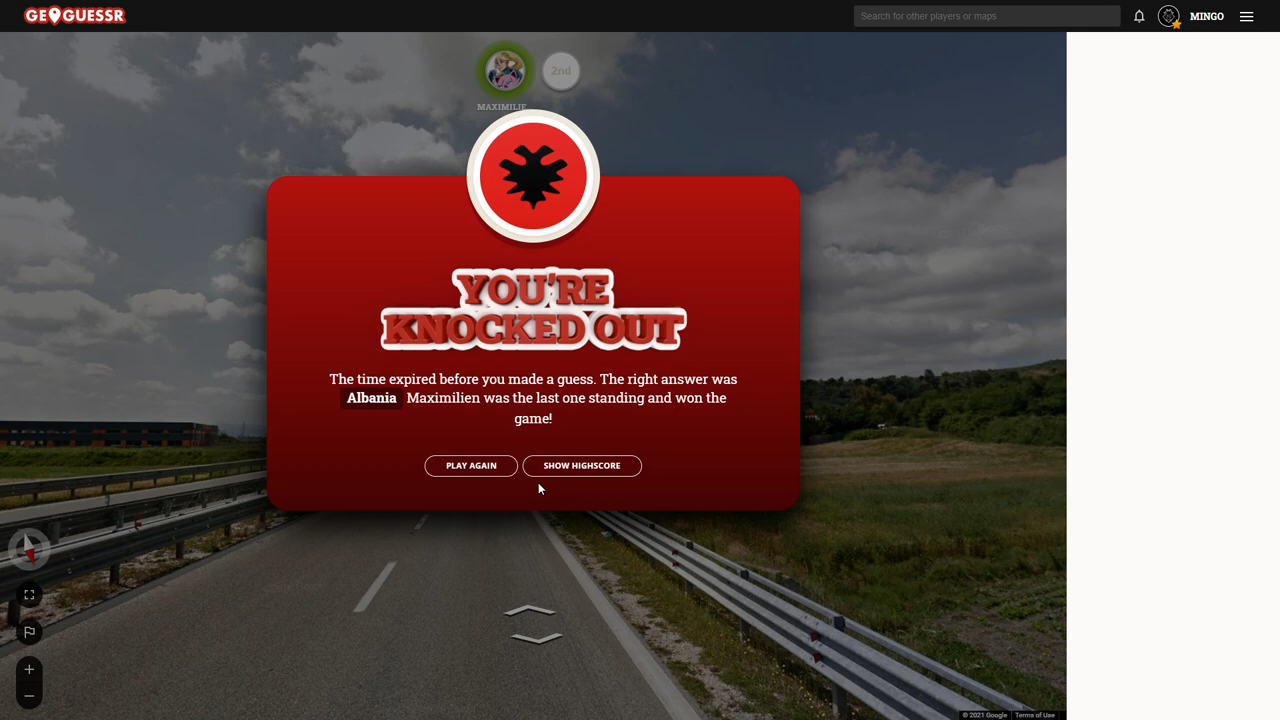 GEOGUESSR
Search for other players or maps
MINGO
2nd
MAXIMILIE
YOU'RE
KNOCKED OUT
The time expired before you made a guess. The right answer was
Albania Maximilien was the last one standing and won the
game!
PLAY AGAIN
SHOW HIGHSCORE
© 2021 Google
Terms of Use